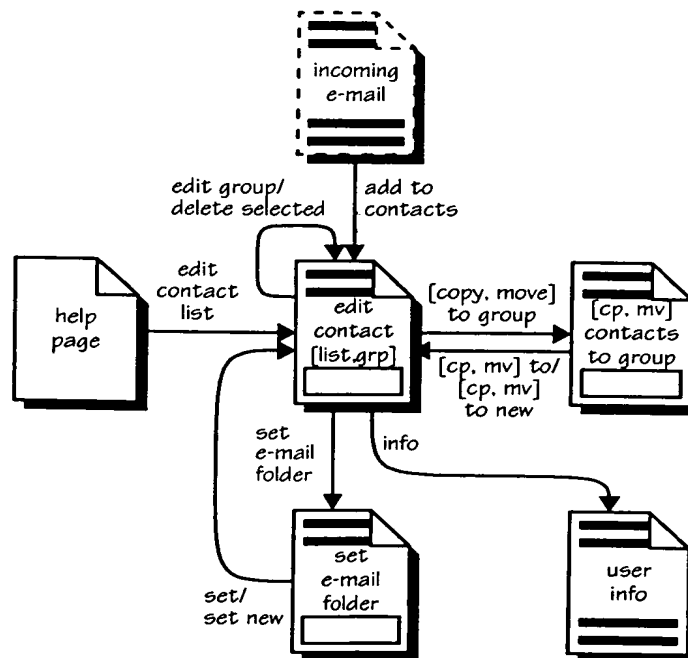 incoming
e-mail
edit group/
delete selected
add to
contacts
edit
contact
list
help
page
edit
contact
[list,grp]
[copy, move]
to group
[cp, mv]
contacts
to group
[cp, mv] to/
[cp, mv]
to new
set
e-mail
folder
info
set/
set new
set
e-mail
folder
user
info